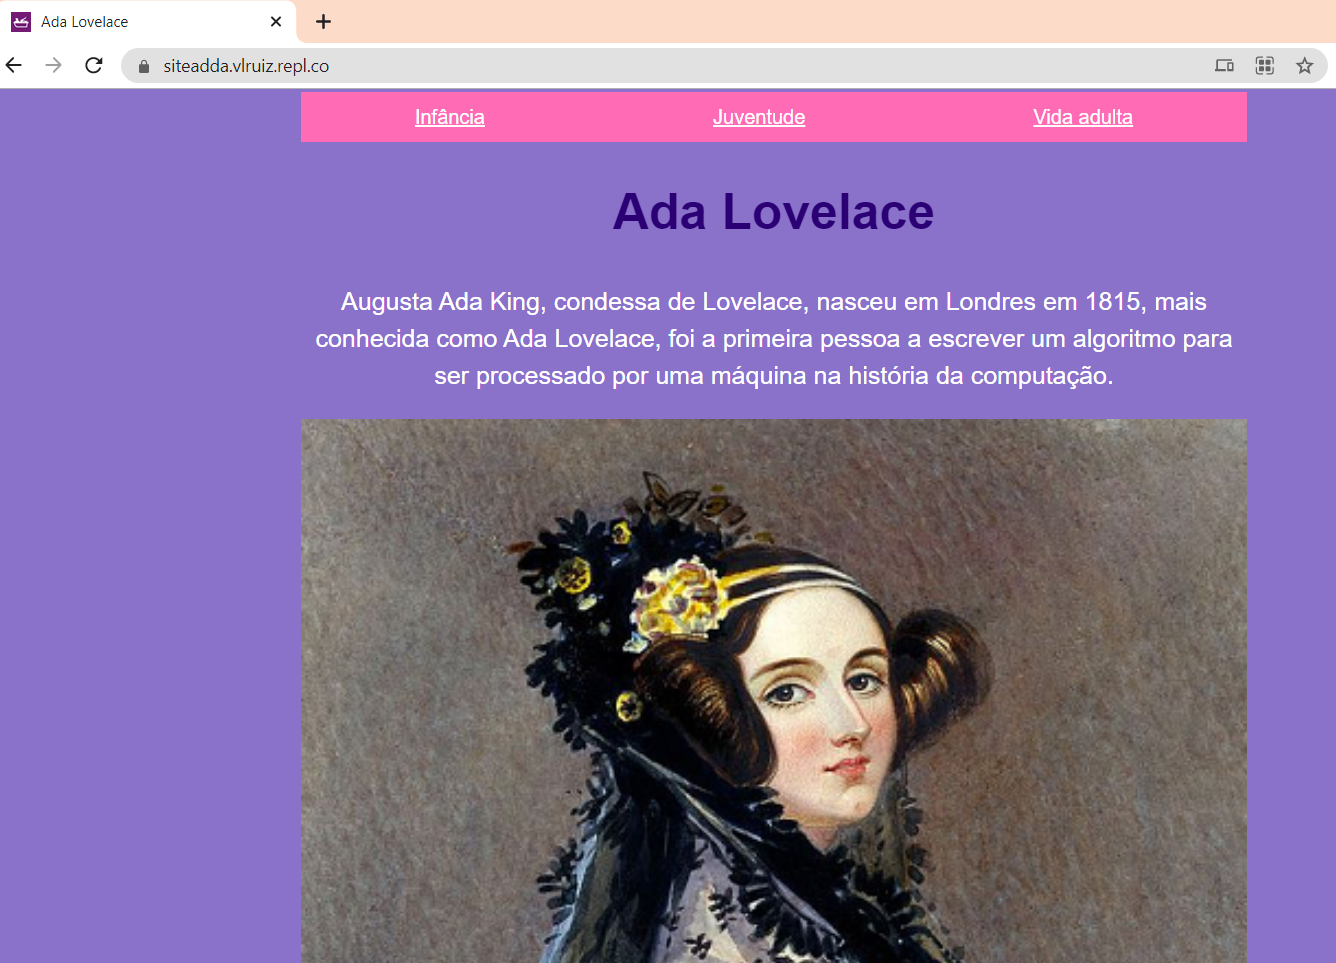 Ada Lovelace
siteadda.vlruiz.repl.co
Infância Juventude Vida adulta
Ada Lovelace
Augusta Ada King, condessa de Lovelace, nasceu em Londres em 1815, mais
conhecida como Ada Lovelace, foi a primeira pessoa a escrever um algoritmo para
ser processado por uma máquina na história da computação.